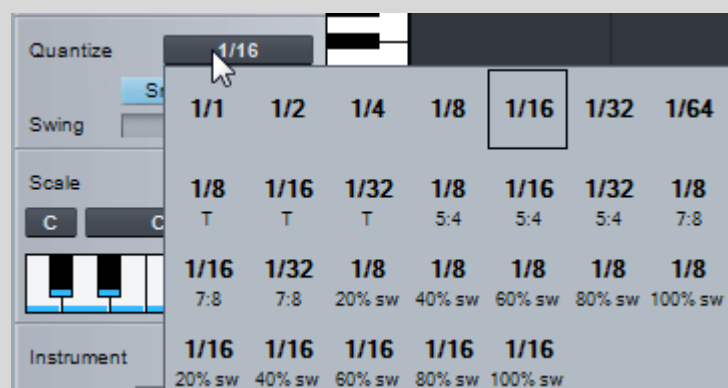 Quantize 1/16
Sn
Swing
1/1 1/2 1/4 1/8 1/16 1/32 1/64
Scale
C C
1/8 1/16 1/32 1/8 1/16 1/32 1/8
T T T 5:4 5:4 5:4 7:8
1/16 1/32 1/8 1/8 1/8 1/8 1/8
7:8 7:8 20% sw 40% sw 60% sw 80% sw 100% sw
Instrument
1/16 1/16 1/16 1/16 1/16
20% sw 40% sw 60% sw 80% sw 100% sw